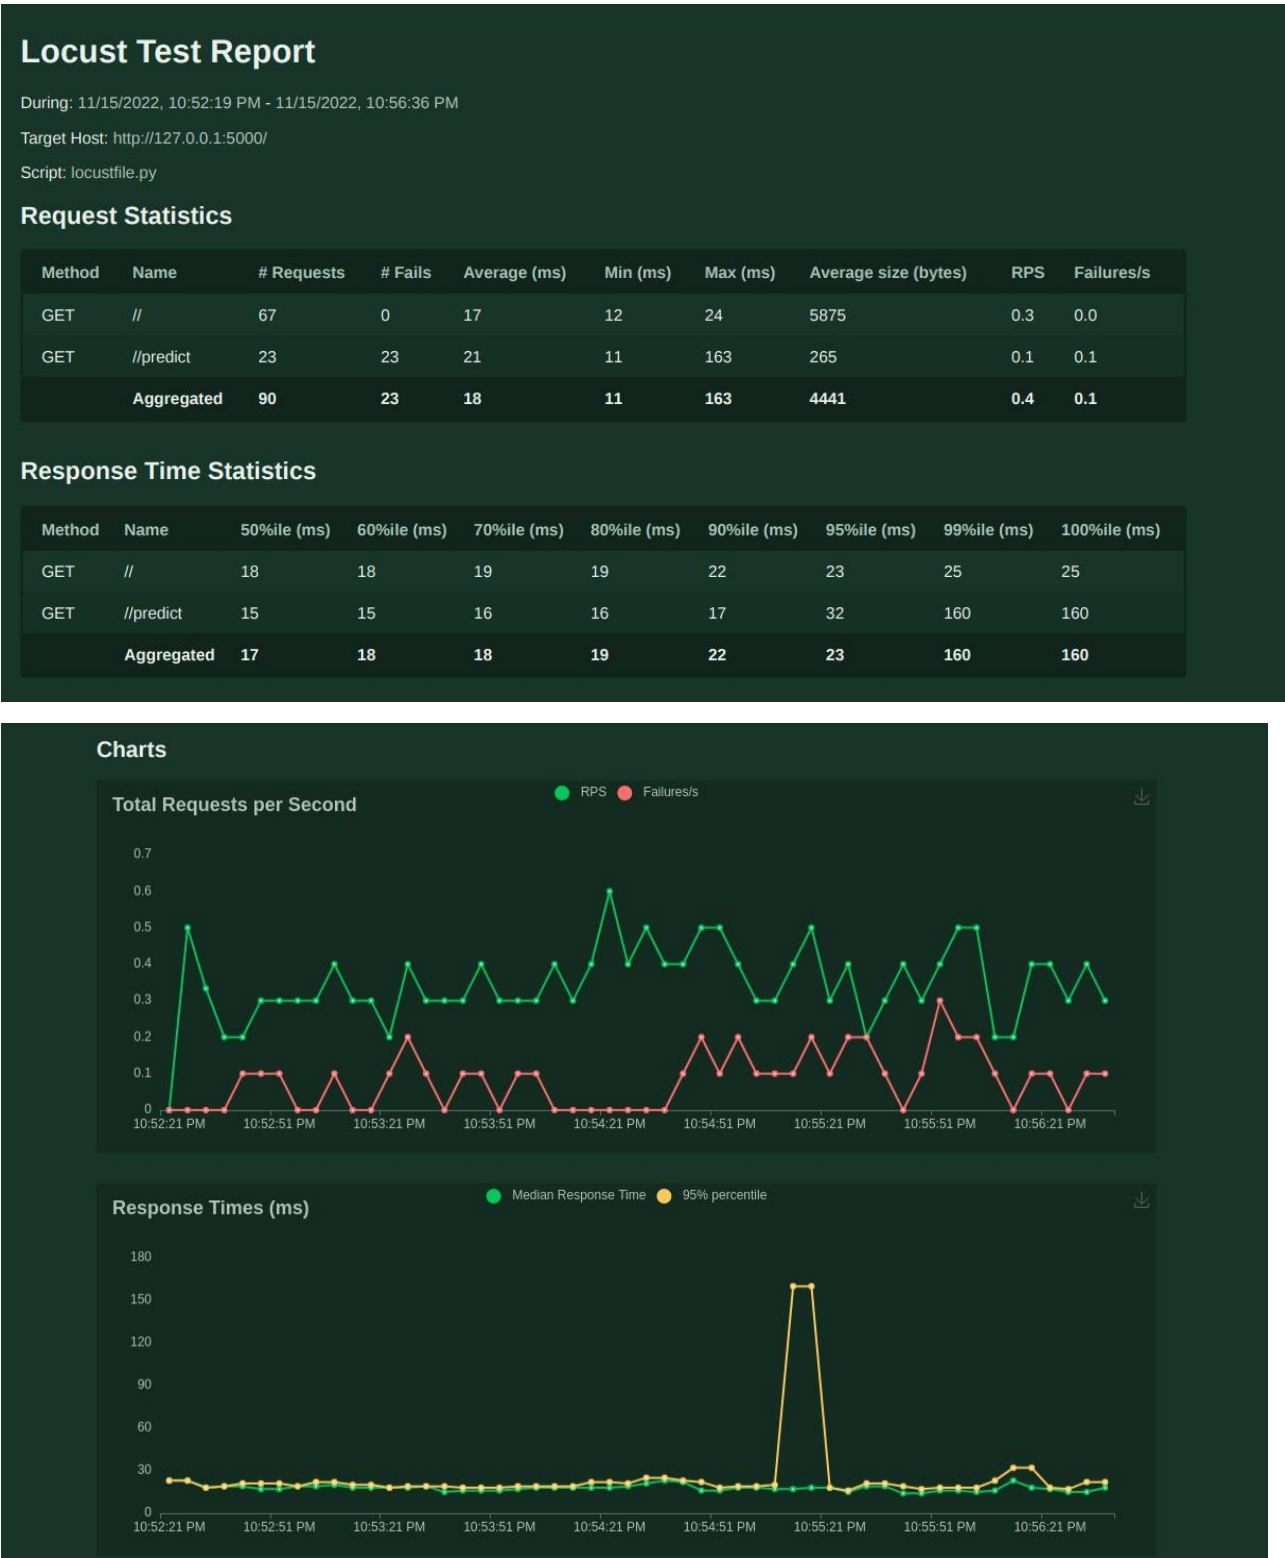 Locust Test Report
During: 11/15/2022, 10:52:19 PM - 11/15/2022, 10:56:36 PM
Target Host: http://127.0.0.1:5000/
Script: locustfile.py
Request Statistics
Method Name # Requests # Fails Average (ms) Min (ms) Max (ms) Average size (bytes) RPS Failures/s
GET // 67 0 17 12 24 5875 0.3 0.0
GET //predict 23 23 21 11 163 265 0.1 0.1
Aggregated 90 23 18 11 163 4441 0.4 0.1
Response Time Statistics
Method Name 50%ile (ms) 60%ile (ms) 70%ile (ms) 80%ile (ms) 90%ile (ms) 95%ile (ms) 99%ile (ms) 100%ile (ms)
GET // 18 18 19 19 22 23 25 25
GET //predict 15 15 16 16 17 32 160 160
Aggregated 17 18 18 19 22 23 160 160
Charts
Total Requests per Second
RPS Failures/s
0.7
0.6
0.5
0.4
0.3
0.2
0.1
0
10:52:21 PM 10:52:51 PM 10:53:21 PM 10:53:51 PM 10:54:21 PM 10:54:51 PM 10:55:21 PM 10:55:51 PM 10:56:21 PM
Response Times (ms)
Median Response Time 95% percentile
180
150
120
90
60
30
0
10:52:21 PM 10:52:51 PM 10:53:21 PM 10:53:51 PM 10:54:21 PM 10:54:51 PM 10:55:21 PM 10:55:51 PM 10:56:21 PM